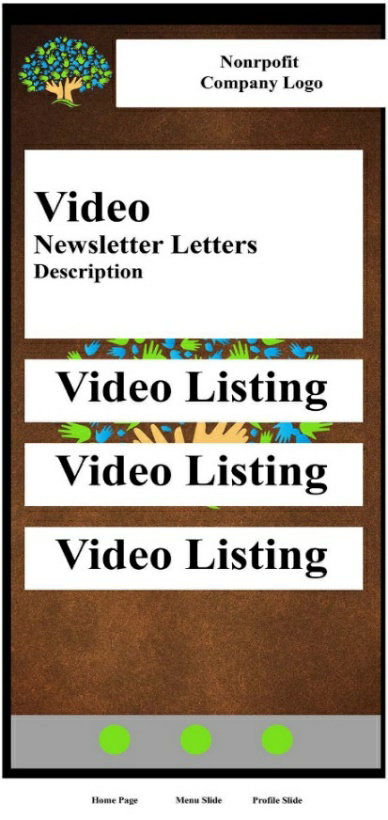 Nonrpofit
Company Logo
Video
Newsletter Letters
Description
Video Listing
Video Listing
Video Listing
Home Page Menu Slide Profile Slide